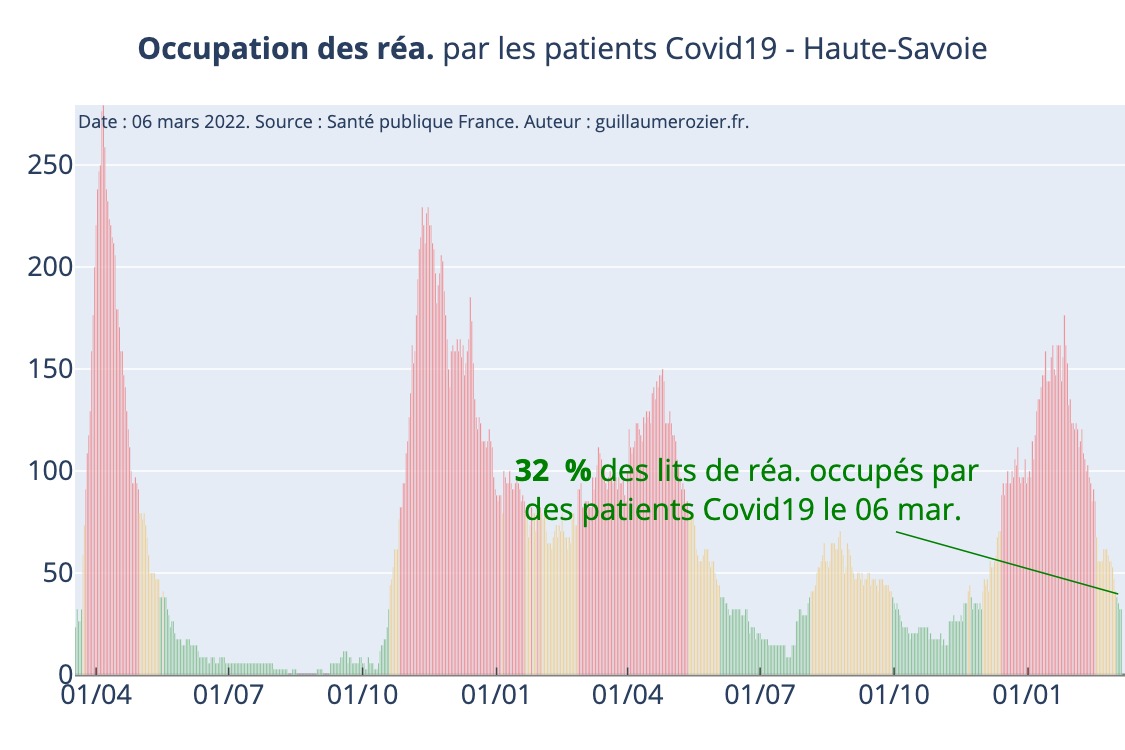 Occupation des réa. par les patients Covid19 - Haute-Savoie
Date : 06 mars 2022. Source : Santé publique France. Auteur : guillaumerozier.fr.
250
200
150
100
50
0
32 % des lits de réa. occupés par
des patients Covid19 le 06 mar.
01/04 01/07 01/10 01/01 01/04 01/07 01/10 01/01